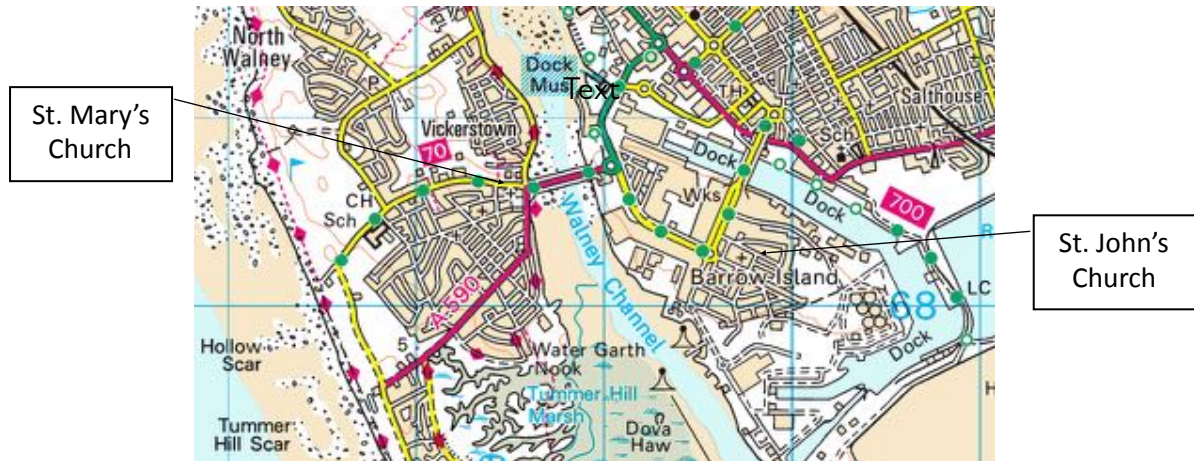 North
Walney
St. Mary's
Church
P
Vickerstown
70
CH
Sch
Dock
Mus
Text
TH
Salthouse
Sch
Dock
Wks
Dock
700
Walney
Channel
Barrow Island
St. John's
Church
R
LC
68
Dock
A 590
5
Hollow
Scar
Water Garth
Nook
Tummer Hill
Marsh
Tummer
Hill Scar
Dova
Haw
H